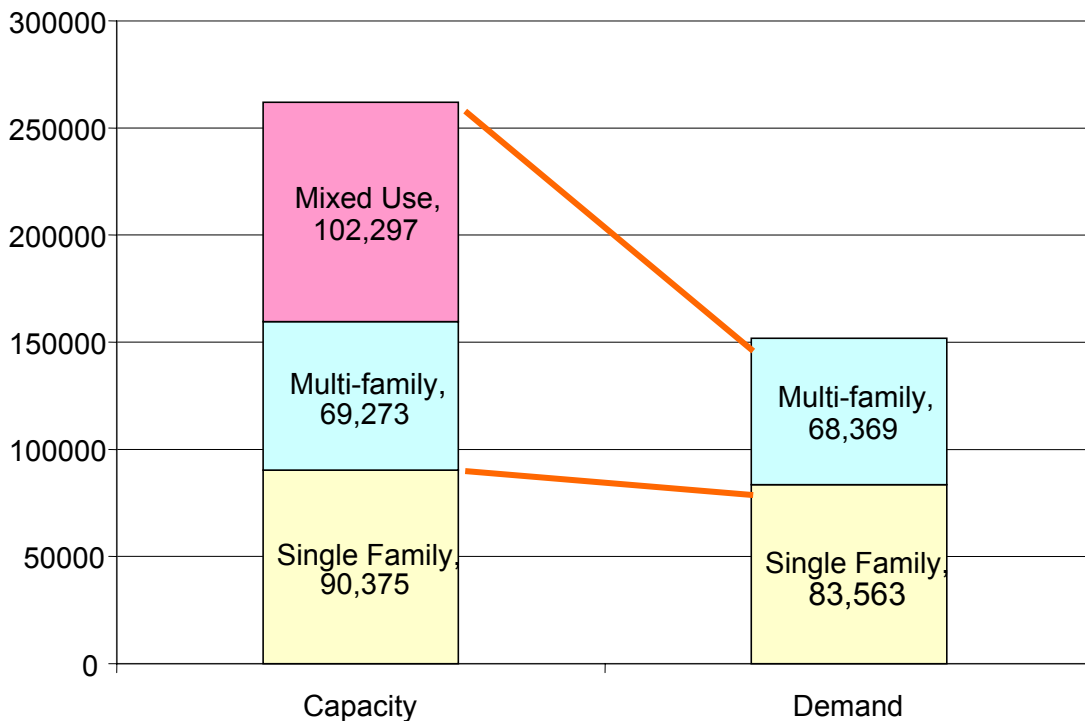 300000
250000
200000
150000
100000
50000
0
Mixed Use,
102,297
Multi-family,
69,273
Single Family,
90,375
Multi-family,
68,369
Single Family,
83,563
Capacity
Demand